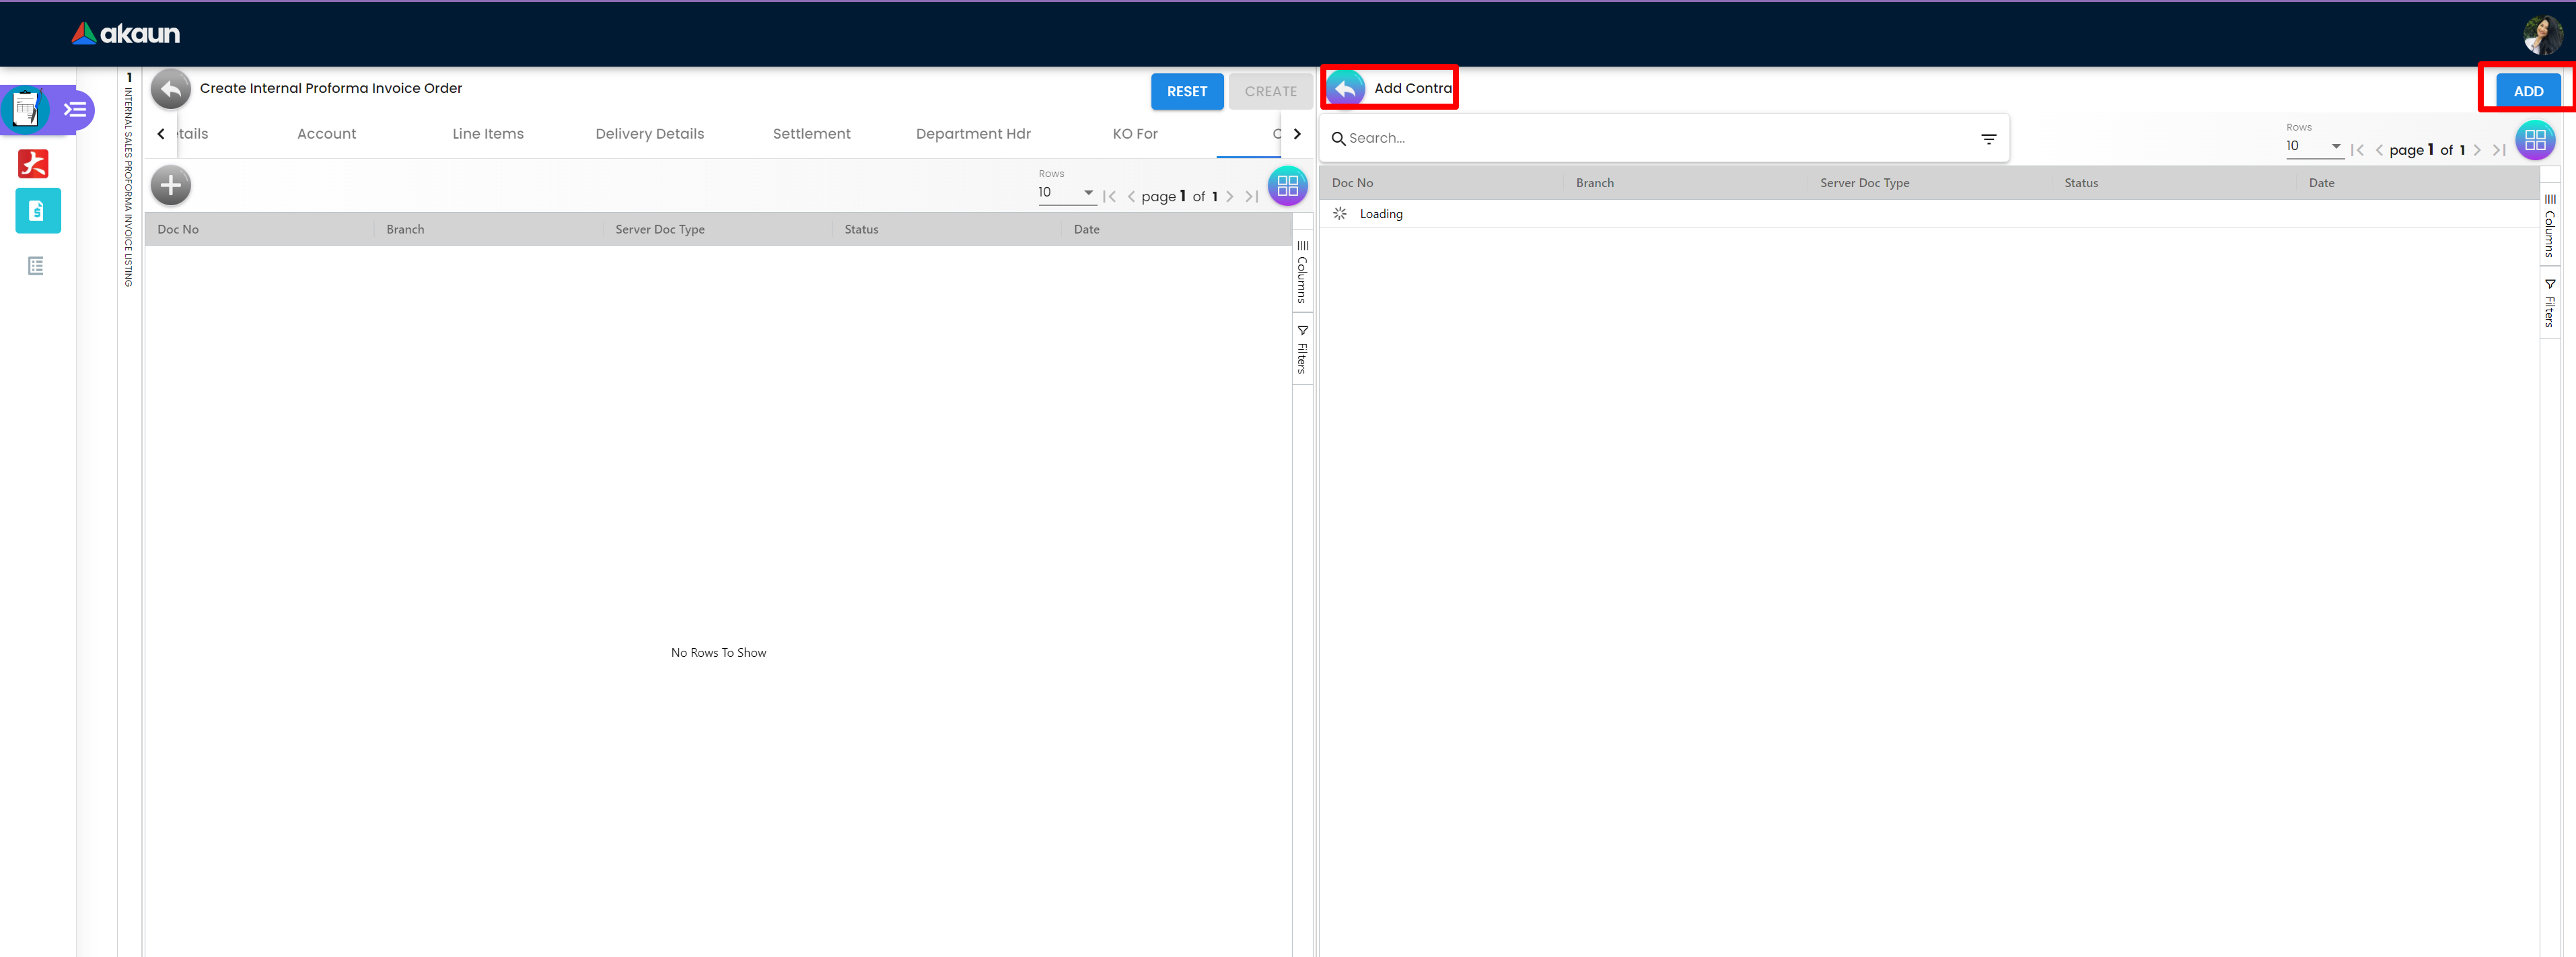 akaun
1 INTERNAL SALES PROFORMA INVOICE LISTING
Create Internal Proforma Invoice Order
RESET
CREATE
etails
Account
Line Items
Delivery Details
Settlement
Department Hdr
KO For
Rows
10
page 1 of 1
Doc No
Branch
Server Doc Type
Status
Date
Columns
Filters
No Rows To Show
Add Contra
ADD
Search...
Rows
10
page 1 of 1
Doc No
Branch
Server Doc Type
Status
Date
Loading
Columns
Filters